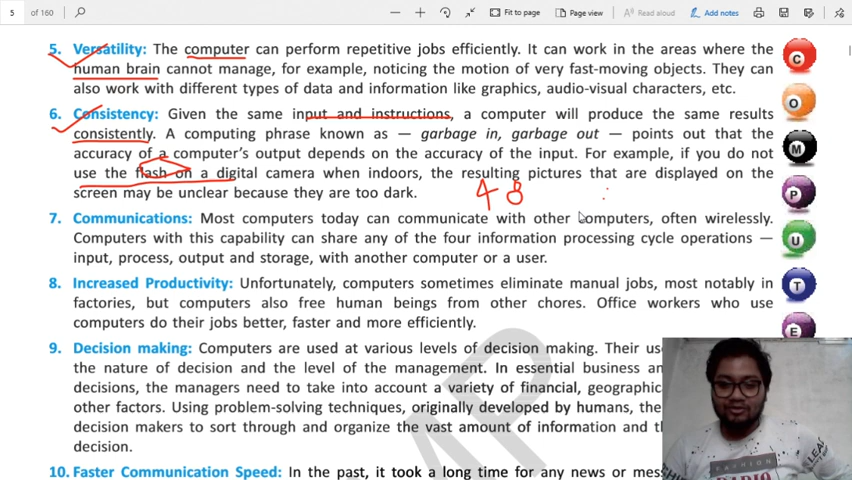 5 of 160 Fit to page Page view Read aloud Add notes
5. Versatility: The computer can perform repetitive jobs efficiently. It can work in the areas where the
human brain cannot manage, for example, noticing the motion of very fast-moving objects. They can
also work with different types of data and information like graphics, audio-visual characters, etc.
6. Consistency: Given the same input and instructions, a computer will produce the same results
consistently. A computing phrase known as — garbage in, garbage out — points out that the
accuracy of a computer's output depends on the accuracy of the input. For example, if you do not
use the flash on a digital camera when indoors, the resulting pictures that are displayed on the
screen may be unclear because they are too dark.
48
7. Communications: Most computers today can communicate with other computers, often wirelessly.
Computers with this capability can share any of the four information processing cycle operations —
input, process, output and storage, with another computer or a user.
8. Increased Productivity: Unfortunately, computers sometimes eliminate manual jobs, most notably in
factories, but computers also free human beings from other chores. Office workers who use
computers do their jobs better, faster and more efficiently.
9. Decision making: Computers are used at various levels of decision making. Their
the nature of decision and the level of the management. In essential business
decisions, the managers need to take into account a variety of financial,
other factors. Using problem-solving techniques, originally developed by humans,
decision makers to sort through and organize the vast amount of information and
decision.
10. Faster Communication Speed: In the past, it took a long time for any news or
C
O
M
P
U
T
E
MP
FASHION